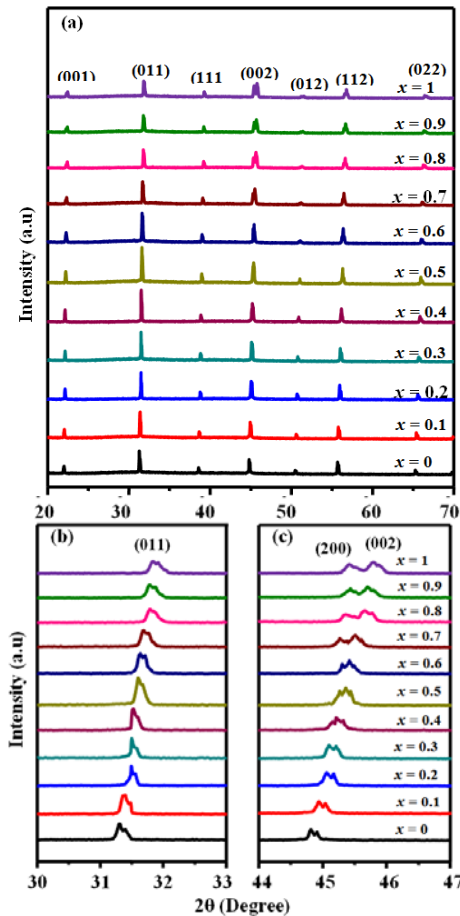 (a)
(001) (011) (111 (002) (012) (112) (022)
x = 1
x = 0.9
x = 0.8
x = 0.7
x = 0.6
x = 0.5
x = 0.4
x = 0.3
x = 0.2
x = 0.1
x = 0
Intensity (a.u)
20 30 40 50 60 70
(b)
(011)
30 31 32 33
(c)
(200) (002)
x = 1
x = 0.9
x = 0.8
x = 0.7
x = 0.6
x = 0.5
x = 0.4
x = 0.3
x = 0.2
x = 0.1
x = 0
44 45 46 47
Intensity (a.u)
2θ (Degree)